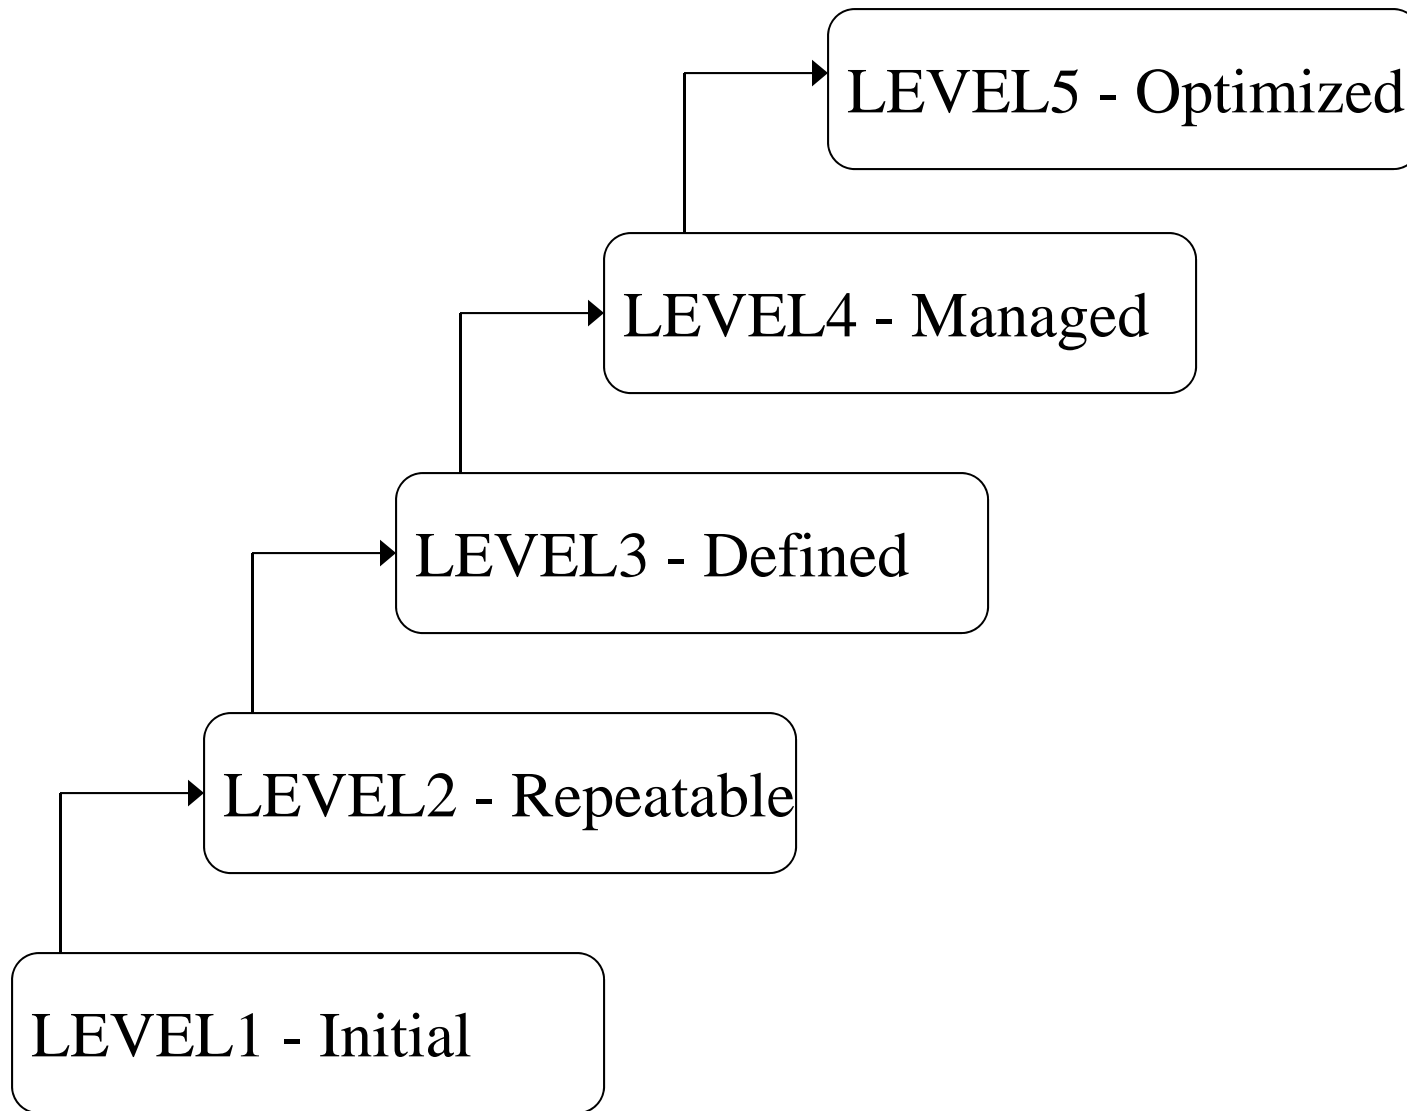 LEVEL5 - Optimized
LEVEL4 - Managed
LEVEL3 - Defined
LEVEL2 - Repeatable
LEVEL1 - Initial